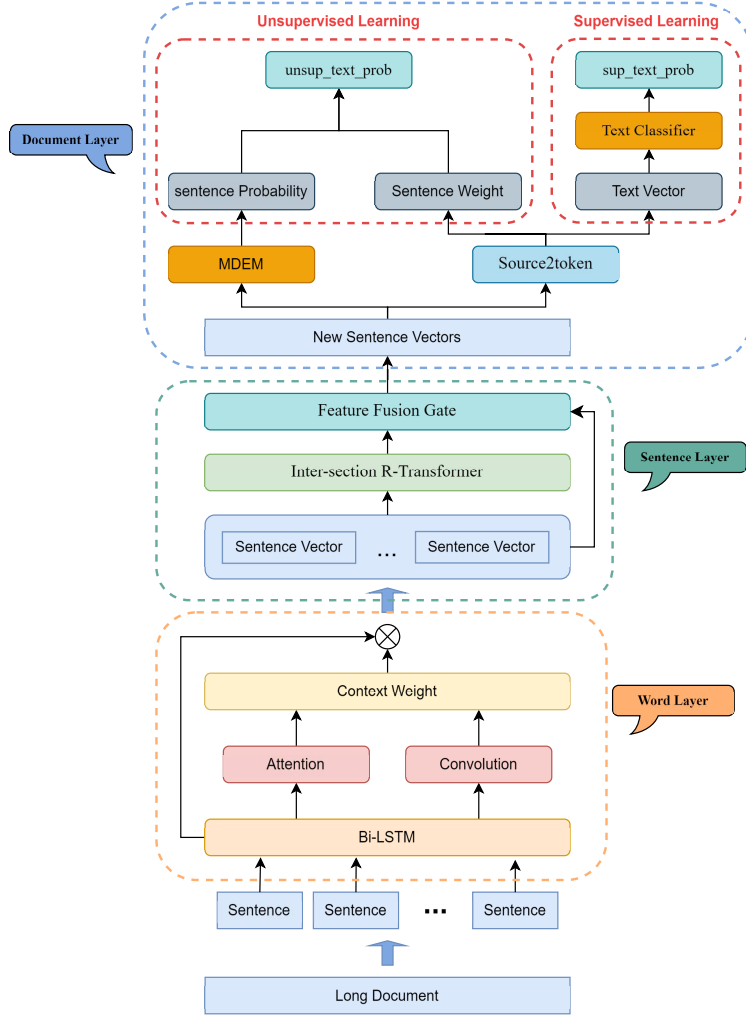 Unsupervised Learning
Supervised Learning
unsup_text_prob
sup_text_prob
Text Classifier
Document Layer
sentence Probability
Sentence Weight
Text Vector
MDEM
Source2token
New Sentence Vectors
Feature Fusion Gate
Sentence Layer
Inter-section R-Transformer
Sentence Vector
...
Sentence Vector
Context Weight
Word Layer
Attention
Convolution
Bi-LSTM
Sentence
Sentence
...
Sentence
Long Document